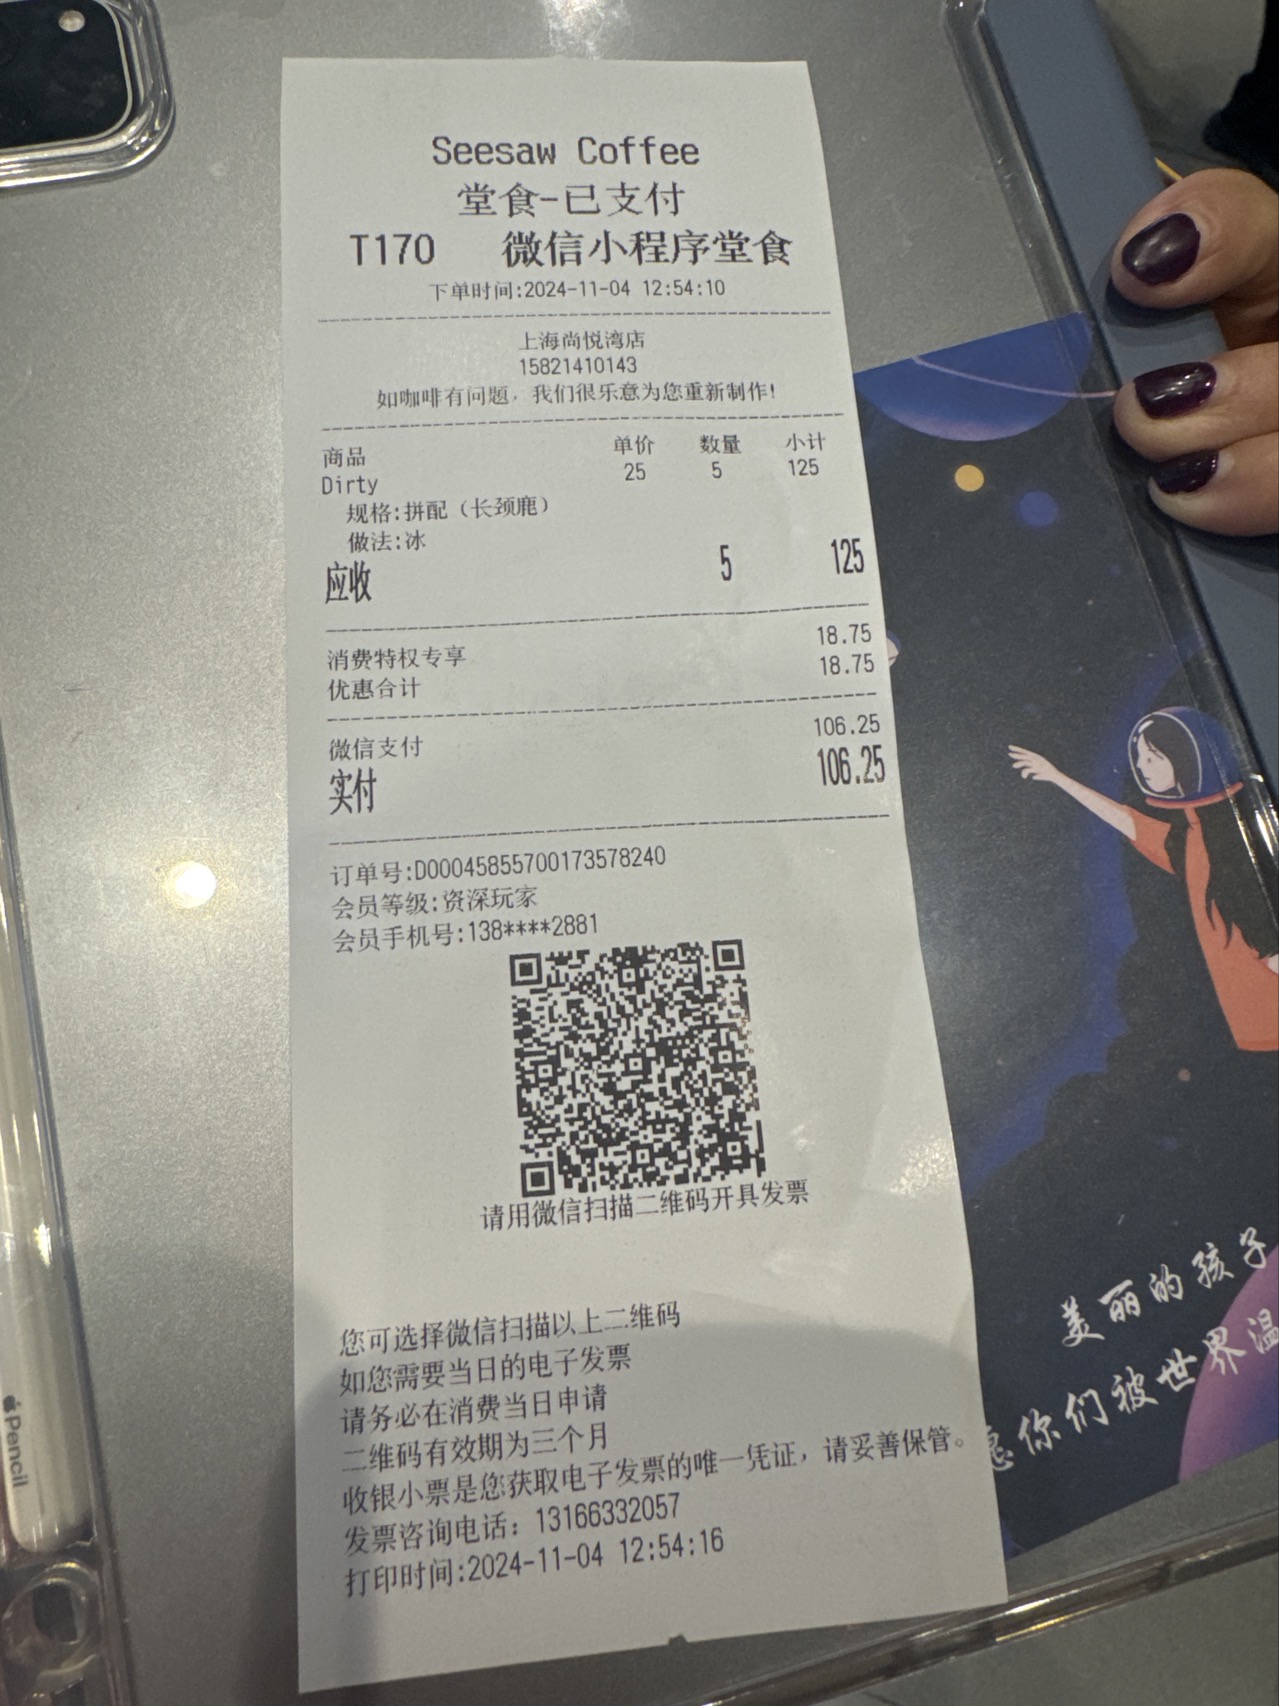 Seesaw Coffee
堂食-已支付
T170 微信小程序堂食
下单时间:2024-11-04 12:54:10
上海尚悦湾店
15821410143
如咖啡有问题，我们很乐意为您重新制作!
商品 单价 数量 小计
Dirty 25 5 125
规格:拼配（长颈鹿）
做法:冰
应收 5 125
消费特权专享 18.75
优惠合计 18.75
微信支付 106.25
实付 106.25
订单号:D00045855700173578240
会员等级:资深玩家
会员手机号:138****2881
请用微信扫描二维码开具发票
您可选择微信扫描以上二维码
如您需要当日的电子发票
请务必在消费当日申请
二维码有效期为三个月
收银小票是您获取电子发票的唯一凭证，请妥善保管。
发票咨询电话：13166332057
打印时间:2024-11-04 12:54:16
美丽的孩子
愿你们被世界温
Pencil